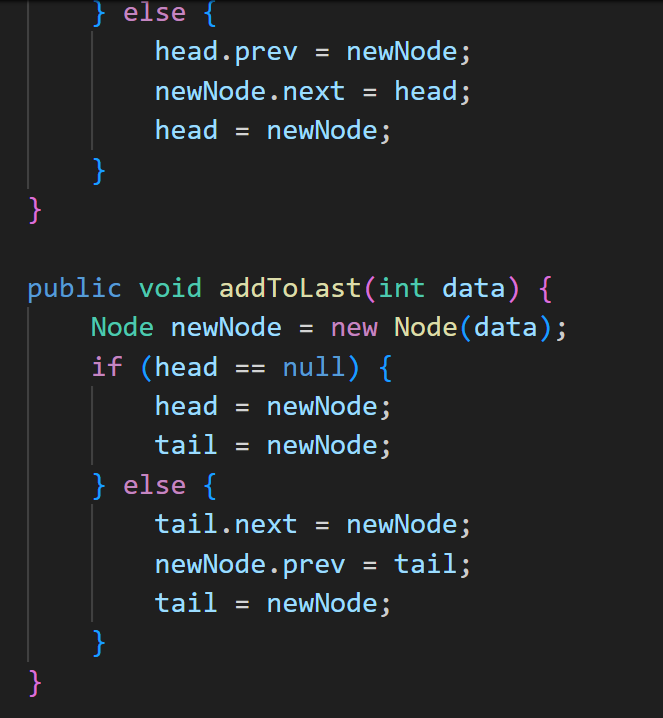 } else {
head.prev = newNode;
newNode.next = head;
head = newNode;
}
}
public void addToLast(int data) {
Node newNode = new Node(data);
if (head == null) {
head = newNode;
tail = newNode;
} else {
tail.next = newNode;
newNode.prev = tail;
tail = newNode;
}
}